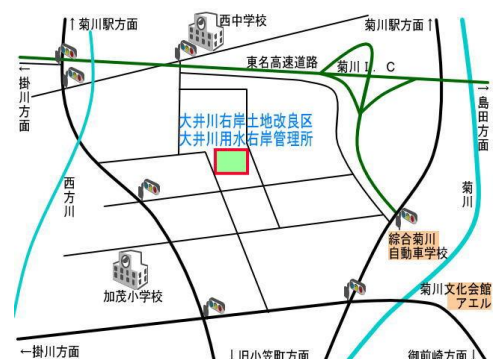 ↑菊川駅方面
西中学校
菊川駅方面↑
東名高速道路
菊川I.C
←掛川方面
→島田方面
大井川右岸土地改良区
大井川用水右岸管理所
西方川
菊川
綜合菊川
自動車学校
加茂小学校
菊川文化会館
アエル
←掛川方面
↓旧小笠町方面
御前崎方面↓